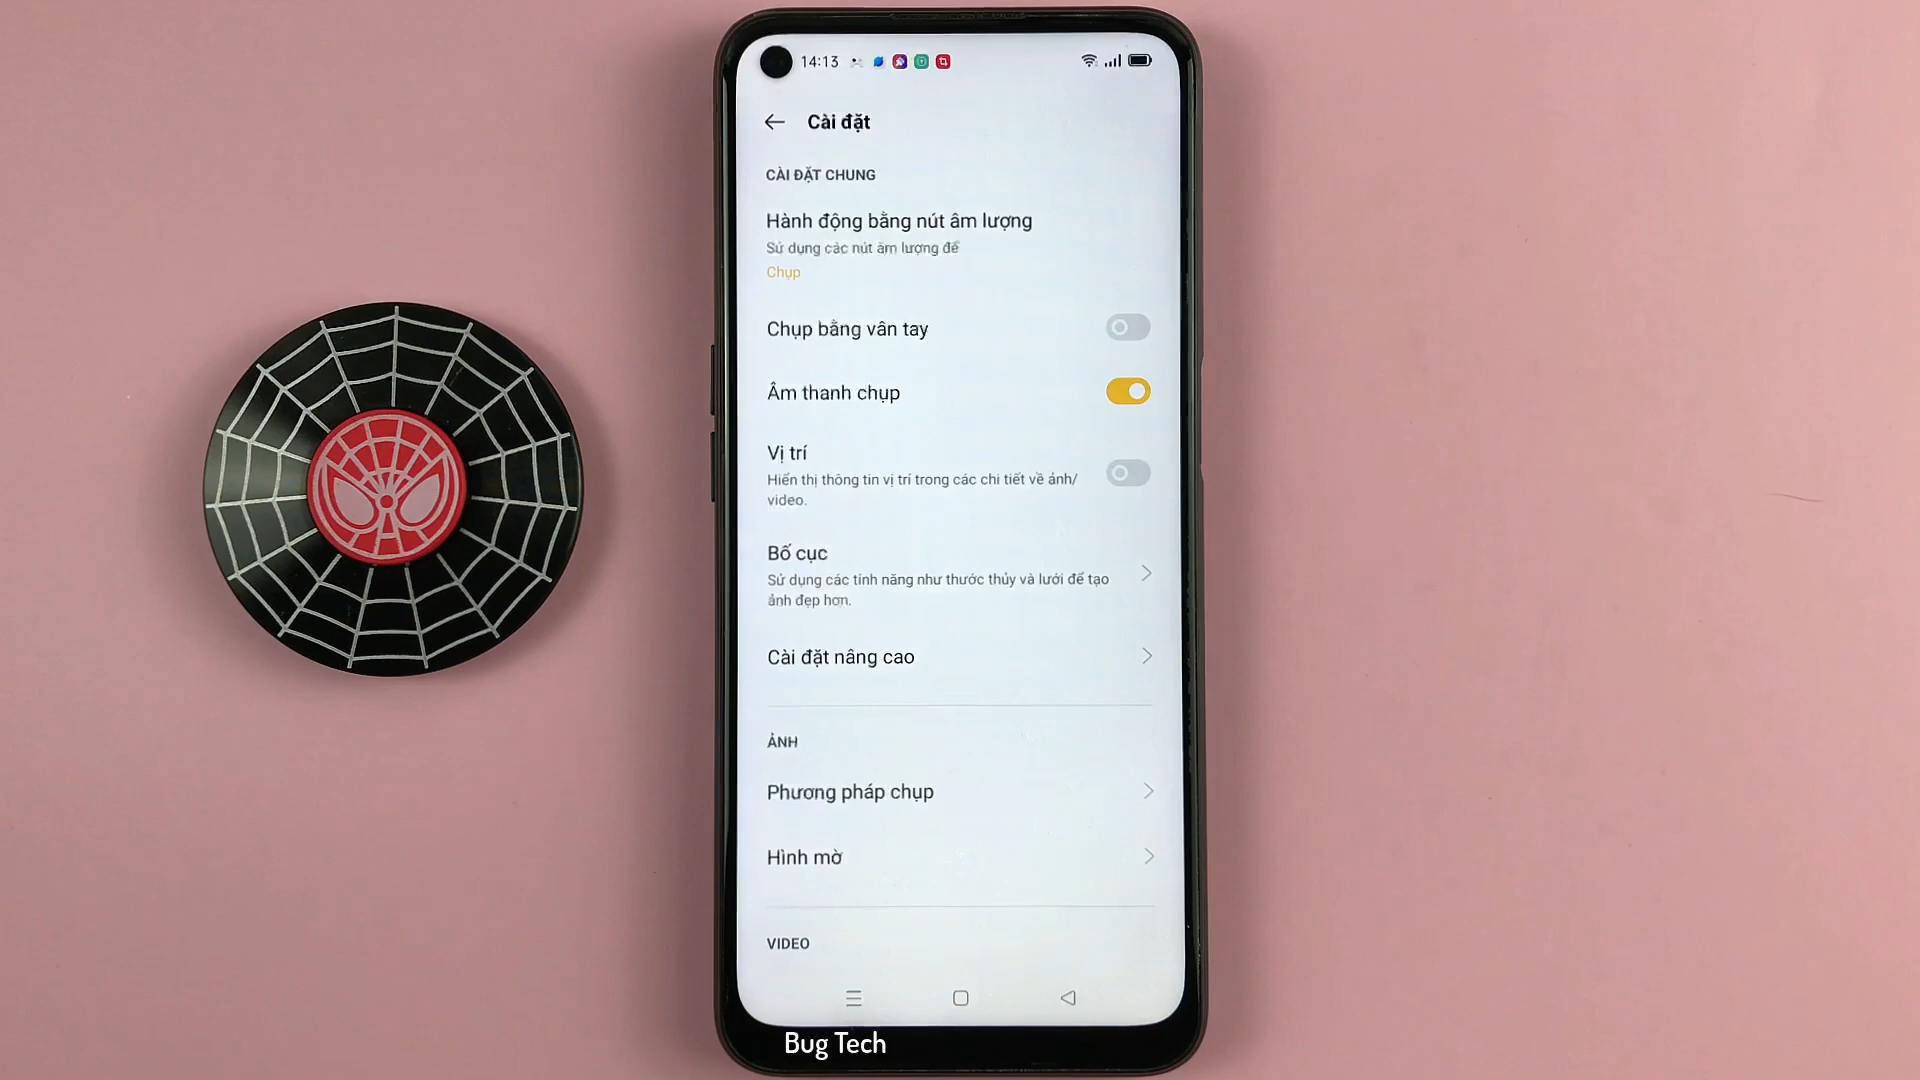 14:13
Cài đặt
CÀI ĐẶT CHUNG
Hành động bằng nút âm lượng
Sử dụng các nút âm lượng để
Chụp
Chụp bằng vân tay
Âm thanh chụp
Vị trí
Hiển thị thông tin vị trí trong các chi tiết về ảnh/
video.
Bố cục
Sử dụng các tính năng như thước thủy và lưới để tạo
ảnh đẹp hơn.
Cài đặt nâng cao
ẢNH
Phương pháp chụp
Hình mờ
VIDEO
Bug Tech